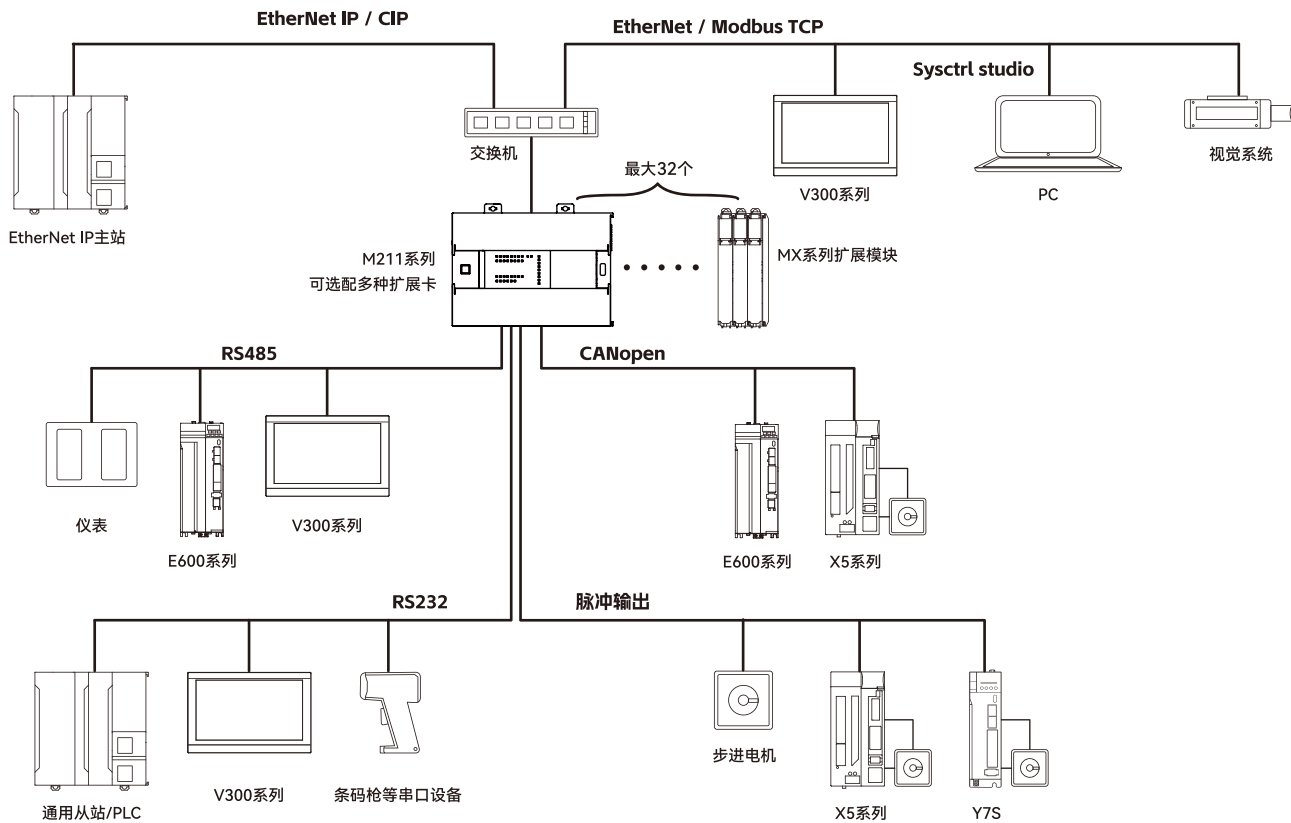 EtherNet IP / CIP
EtherNet / Modbus TCP
Sysctrl studio
交换机
最大32个
V300系列
PC
视觉系统
EtherNet IP主站
M211系列
可选配多种扩展卡
MX系列扩展模块
RS485
CANopen
仪表
E600系列
V300系列
E600系列
X5系列
RS232
脉冲输出
通用从站/PLC
V300系列
条码枪等串口设备
步进电机
X5系列
Y7S